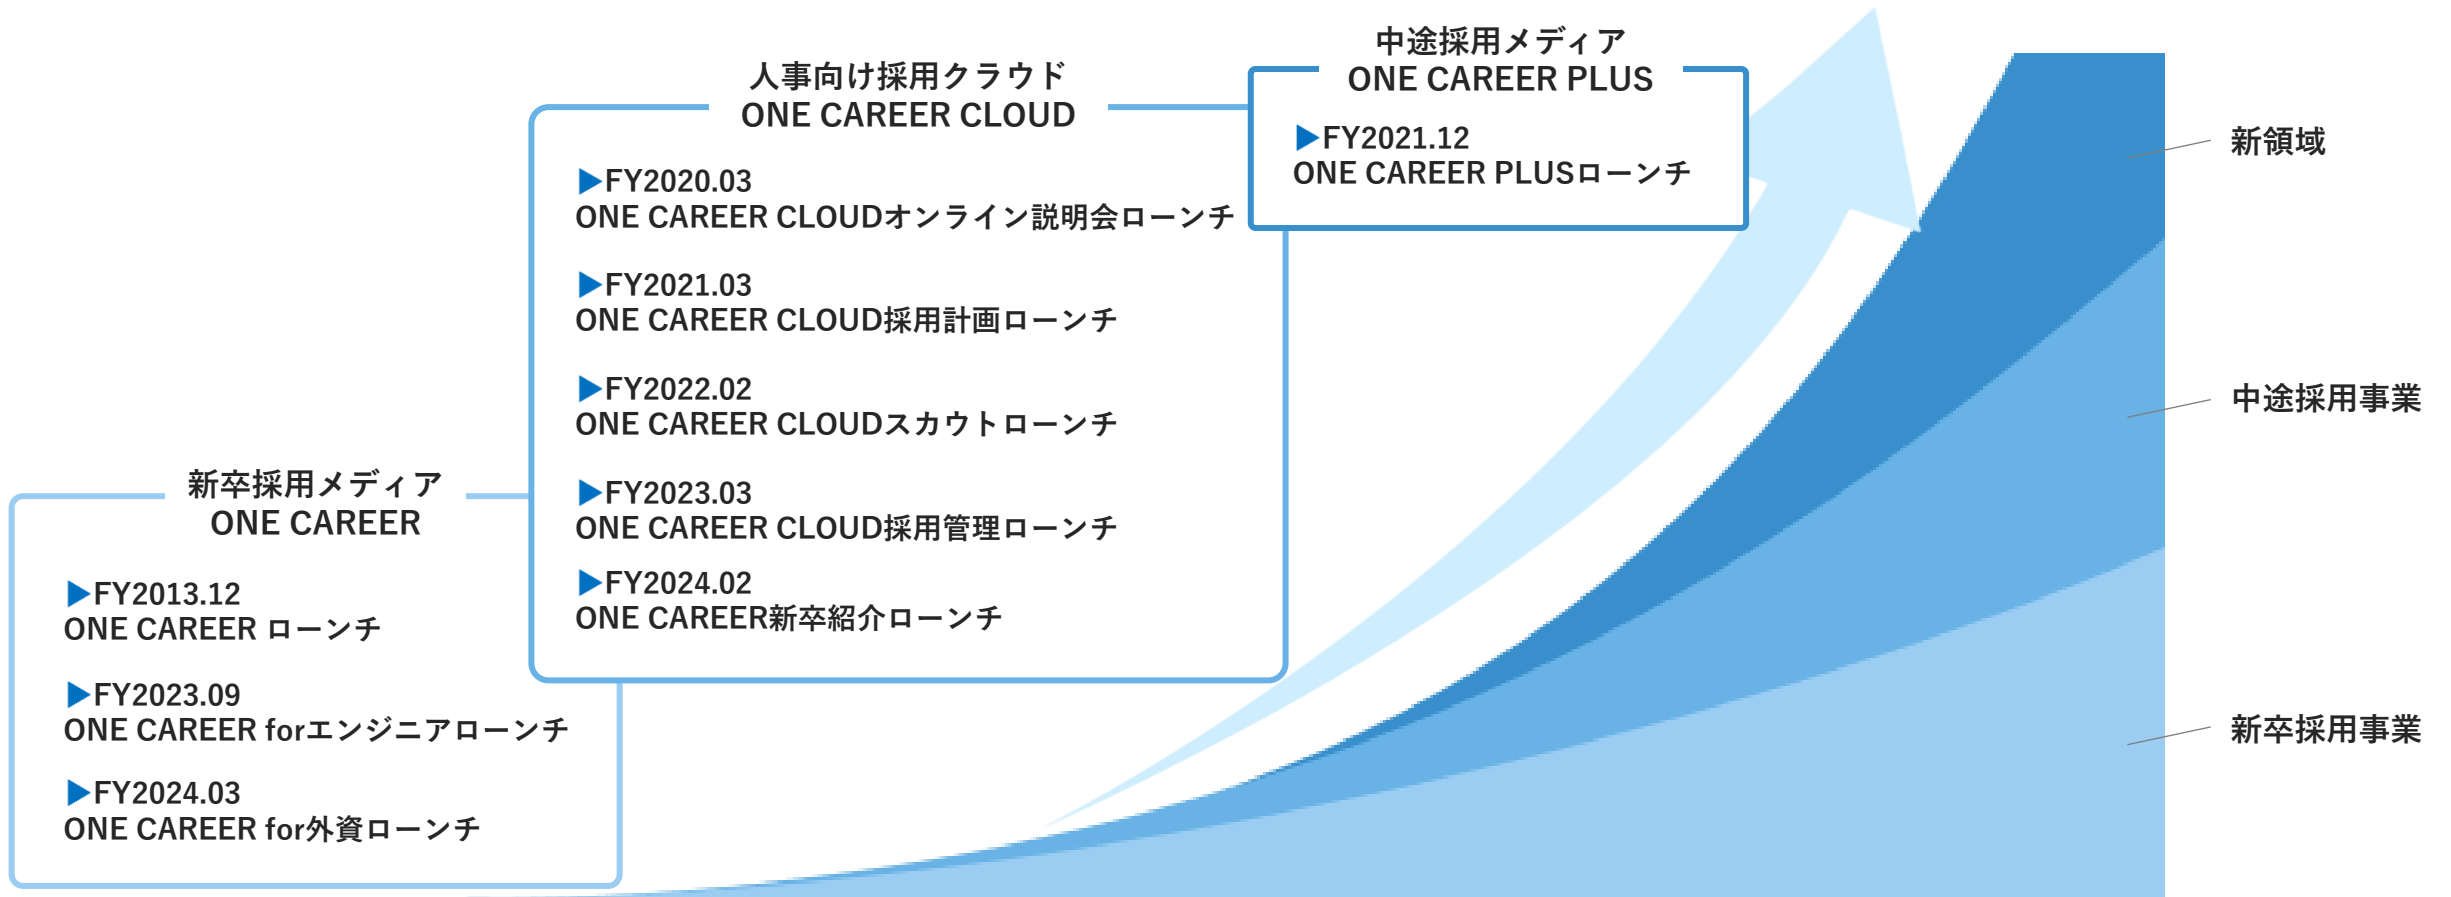 新卒採用メディア
ONE CAREER
▶FY2013.12
ONE CAREER ローンチ
▶FY2023.09
ONE CAREER forエンジニアローンチ
▶FY2024.03
ONE CAREER for外資ローンチ
人事向け採用クラウド
ONE CAREER CLOUD
▶FY2020.03
ONE CAREER CLOUDオンライン説明会ローンチ
▶FY2021.03
ONE CAREER CLOUD採用計画ローンチ
▶FY2022.02
ONE CAREER CLOUDスカウトローンチ
▶FY2023.03
ONE CAREER CLOUD採用管理ローンチ
▶FY2024.02
ONE CAREER新卒紹介ローンチ
中途採用メディア
ONE CAREER PLUS
▶FY2021.12
ONE CAREER PLUSローンチ
新領域
中途採用事業
新卒採用事業